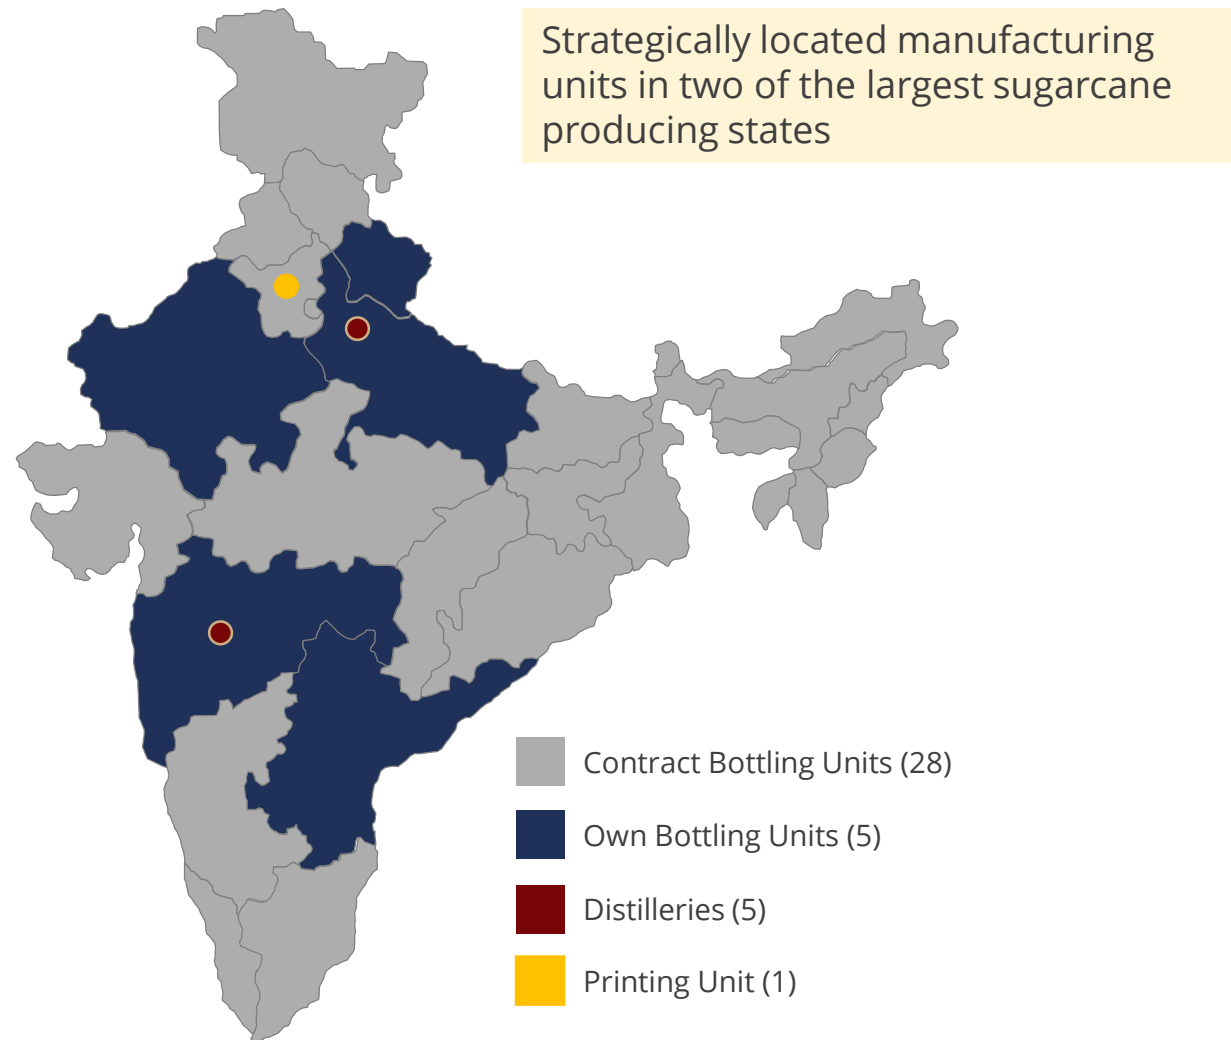 Strategically located manufacturing
units in two of the largest sugarcane
producing states
Contract Bottling Units (28)
Own Bottling Units (5)
Distilleries (5)
Printing Unit (1)